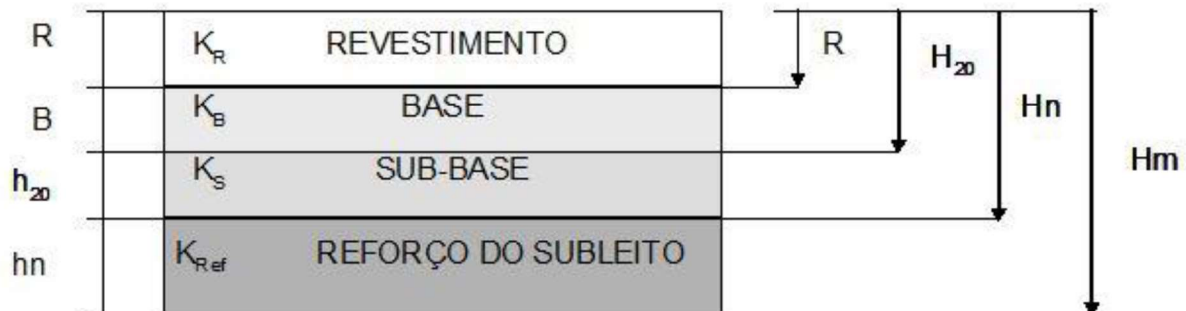 R K_R REVESTIMENTO R H_20
B K_B BASE Hn
h_20 K_S SUB-BASE Hm
hn K_Ref REFORÇO DO SUBLEITO